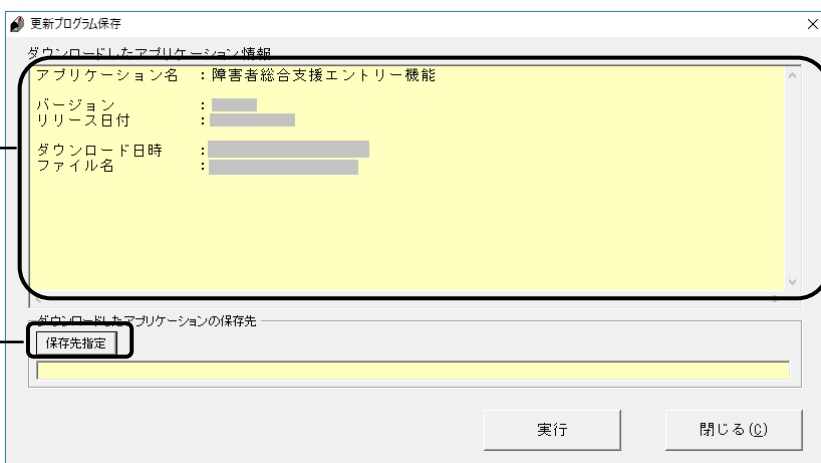 更新プログラム保存
ダウンロードしたアプリケーション情報
アプリケーション名 ：障害者総合支援エントリー機能
バージョン ：
リリース日付 ：
ダウンロード日時 ：
ファイル名 ：
ダウンロードしたアプリケーションの保存先
保存先指定
実行
閉じる(C)